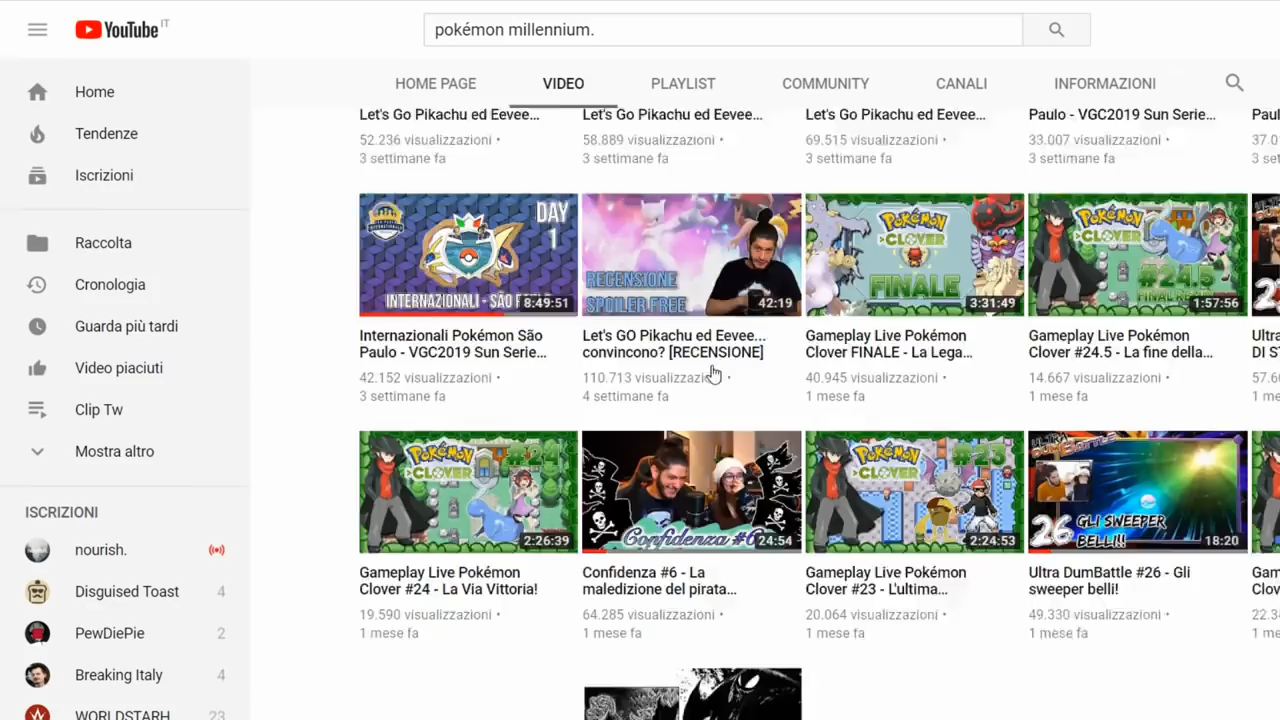 YouTube IT
pokémon millennium.
HOME PAGE VIDEO PLAYLIST COMMUNITY CANALI INFORMAZIONI
Home
Tendenze
Iscrizioni
Raccolta
Cronologia
Guarda più tardi
Video piaciuti
Clip Tw
Mostra altro
ISCRIZIONI
nourish.
Disguised Toast 4
PewDiePie 2
Breaking Italy 4
WORLDSTARH 23
Let's Go Pikachu ed Eevee...
52.236 visualizzazioni •
3 settimane fa
Let's Go Pikachu ed Eevee...
58.889 visualizzazioni •
3 settimane fa
Let's Go Pikachu ed Eevee...
69.515 visualizzazioni •
3 settimane fa
Paulo - VGC2019 Sun Serie...
33.007 visualizzazioni •
3 settimane fa
DAY
1
INTERNAZIONALI - SÃO
8:49:51
Internazionali Pokémon São
Paulo - VGC2019 Sun Serie...
42.152 visualizzazioni •
3 settimane fa
RECENSIONE
SPOILER FREE
42:19
Let's GO Pikachu ed Eevee...
convincono? [RECENSIONE]
110.713 visualizzazioni •
4 settimane fa
POKÉMON
CLOVER
FINALE
3:31:49
Gameplay Live Pokémon
Clover FINALE - La Lega...
40.945 visualizzazioni •
1 mese fa
POKÉMON
CLOVER
#24.5
1:57:56
Gameplay Live Pokémon
Clover #24.5 - La fine della...
14.667 visualizzazioni •
1 mese fa
POKÉMON
CLOVER
#24
2:26:39
Gameplay Live Pokémon
Clover #24 - La Via Vittoria!
19.590 visualizzazioni •
1 mese fa
Confidenza #6
24:54
Confidenza #6 - La
maledizione del pirata...
64.285 visualizzazioni •
1 mese fa
POKÉMON
CLOVER
#23
2:24:53
Gameplay Live Pokémon
Clover #23 - L'ultima...
20.064 visualizzazioni •
1 mese fa
26 GLI SWEEPER
BELLI!!
18:20
Ultra DumBattle #26 - Gli
sweeper belli!
49.330 visualizzazioni •
1 mese fa